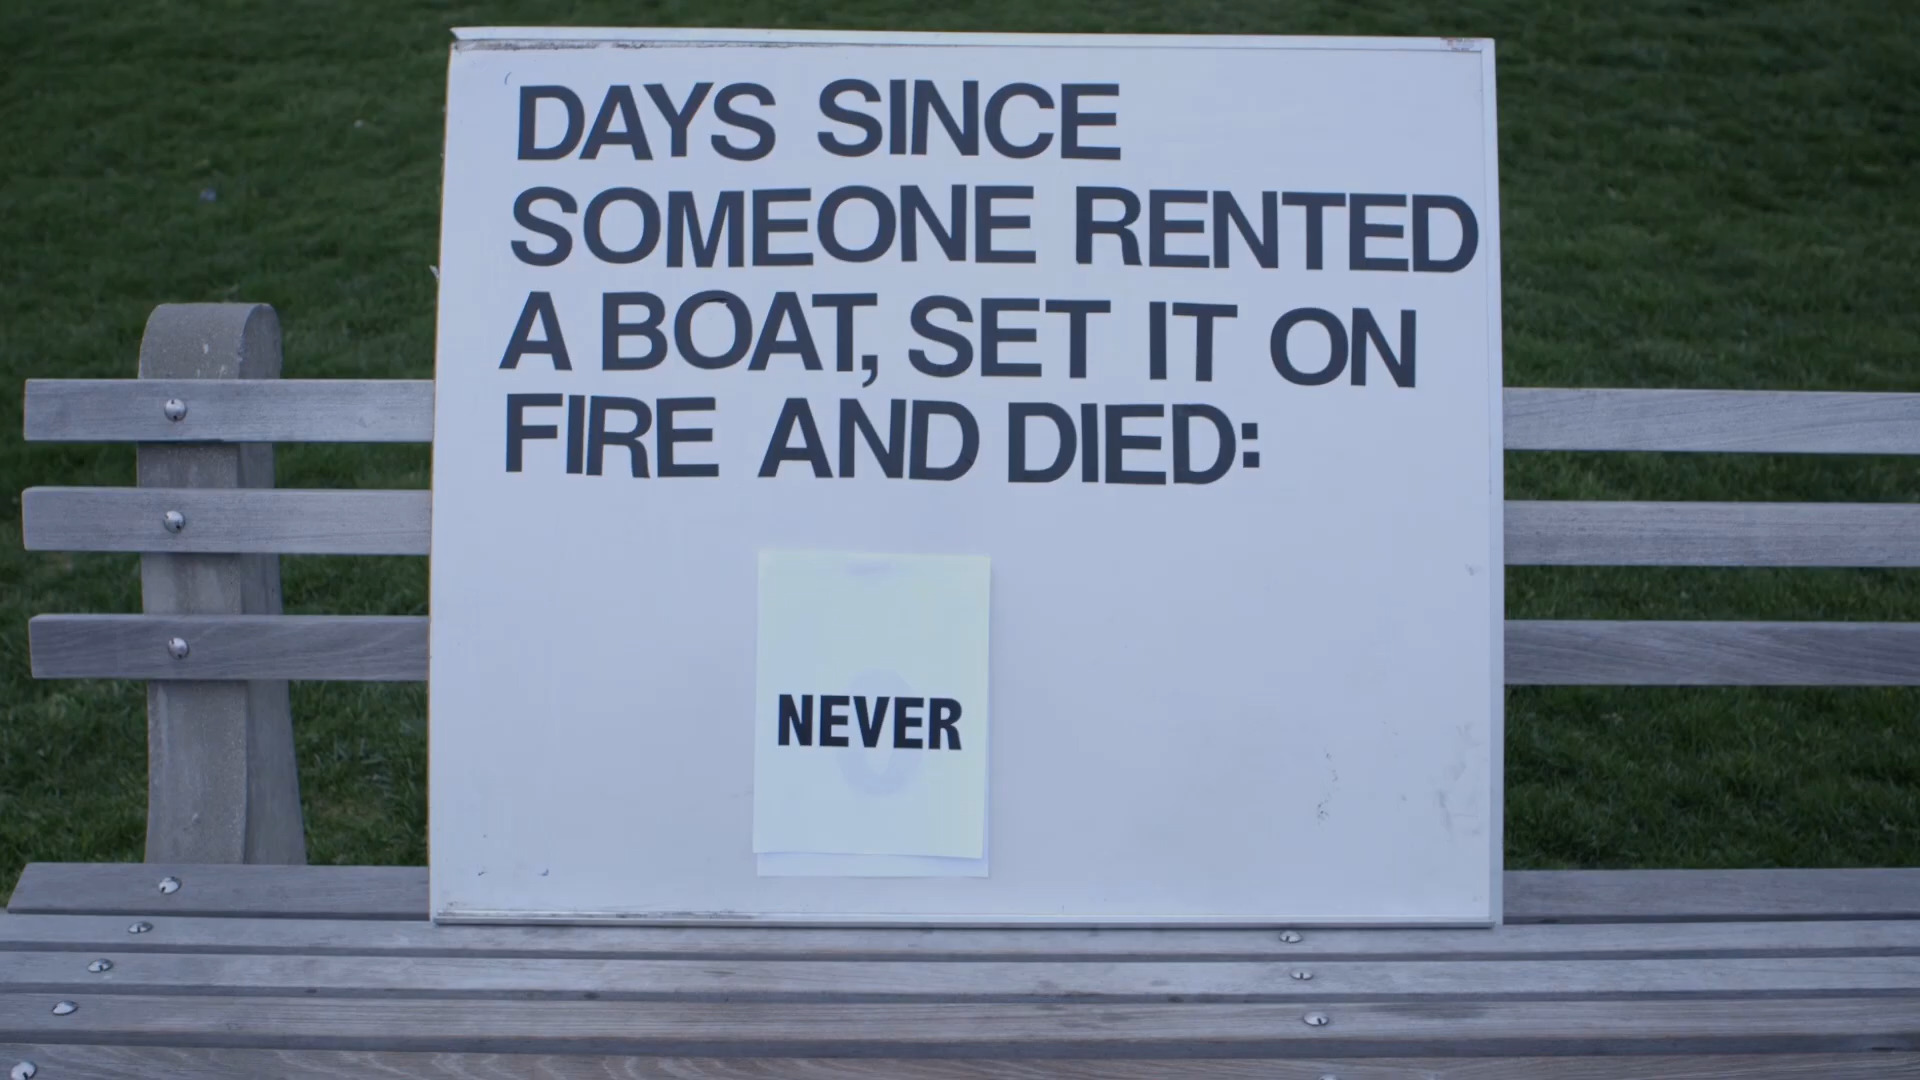 DAYS SINCE
SOMEONE RENTED
A BOAT, SET IT ON
FIRE AND DIED:
NEVER